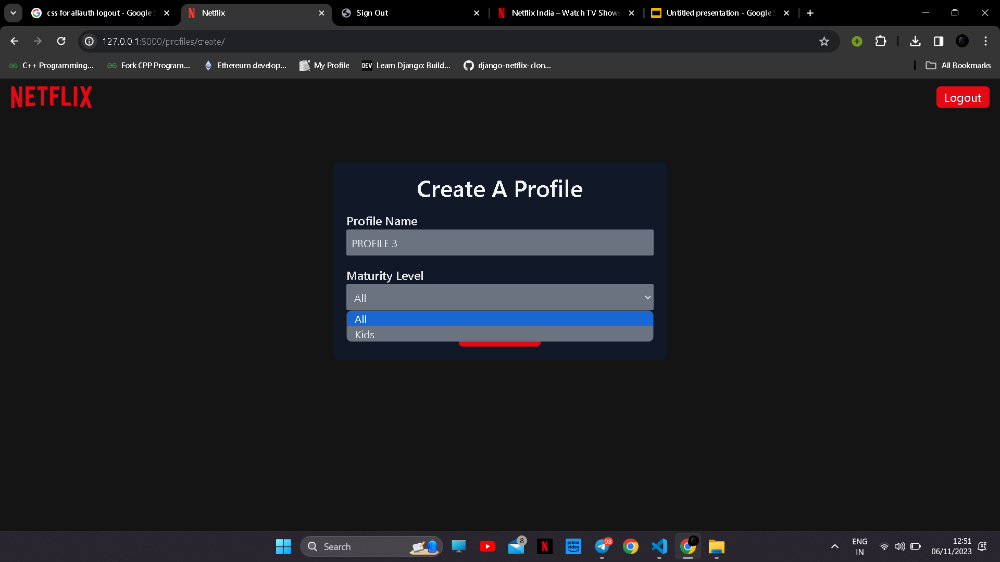 css for allauth logout - Google S
Netflix
Sign Out
Netflix India – Watch TV Shows
Untitled presentation - Google S
127.0.0.1:8000/profiles/create/
C++ Programming...
Fork CPP Program...
Ethereum develop...
My Profile
DEV
Learn Django: Build...
django-netflix-clon...
All Bookmarks
NETFLIX
Logout
Create A Profile
Profile Name
PROFILE 3
Maturity Level
All
All
Kids
Search
8
N
prime video
98
ENG
IN
12:51
06/11/2023